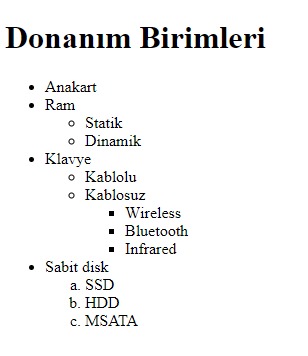 Donanım Birimleri
• Anakart
• Ram
○ Statik
○ Dinamik
• Klavye
○ Kablolu
○ Kablosuz
▪ Wireless
▪ Bluetooth
▪ Infrared
• Sabit disk
a. SSD
b. HDD
c. MSATA